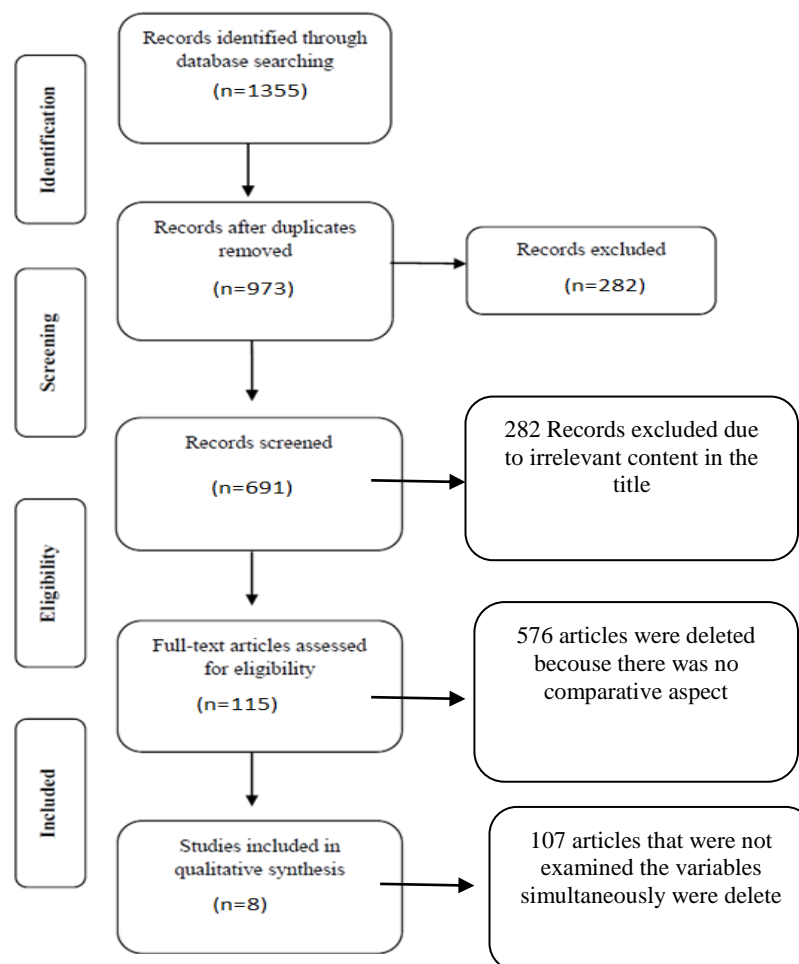 Identification
Records identified through
database searching
(n=1355)
Records after duplicates
removed
(n=973)
Records excluded
(n=282)
Screening
Records screened
(n=691)
282 Records excluded due
to irrelevant content in the
title
Eligibility
Full-text articles assessed
for eligibility
(n=115)
576 articles were deleted
becouse there was no
comparative aspect
Included
Studies included in
qualitative synthesis
(n=8)
107 articles that were not
examined the variables
simultaneously were delete